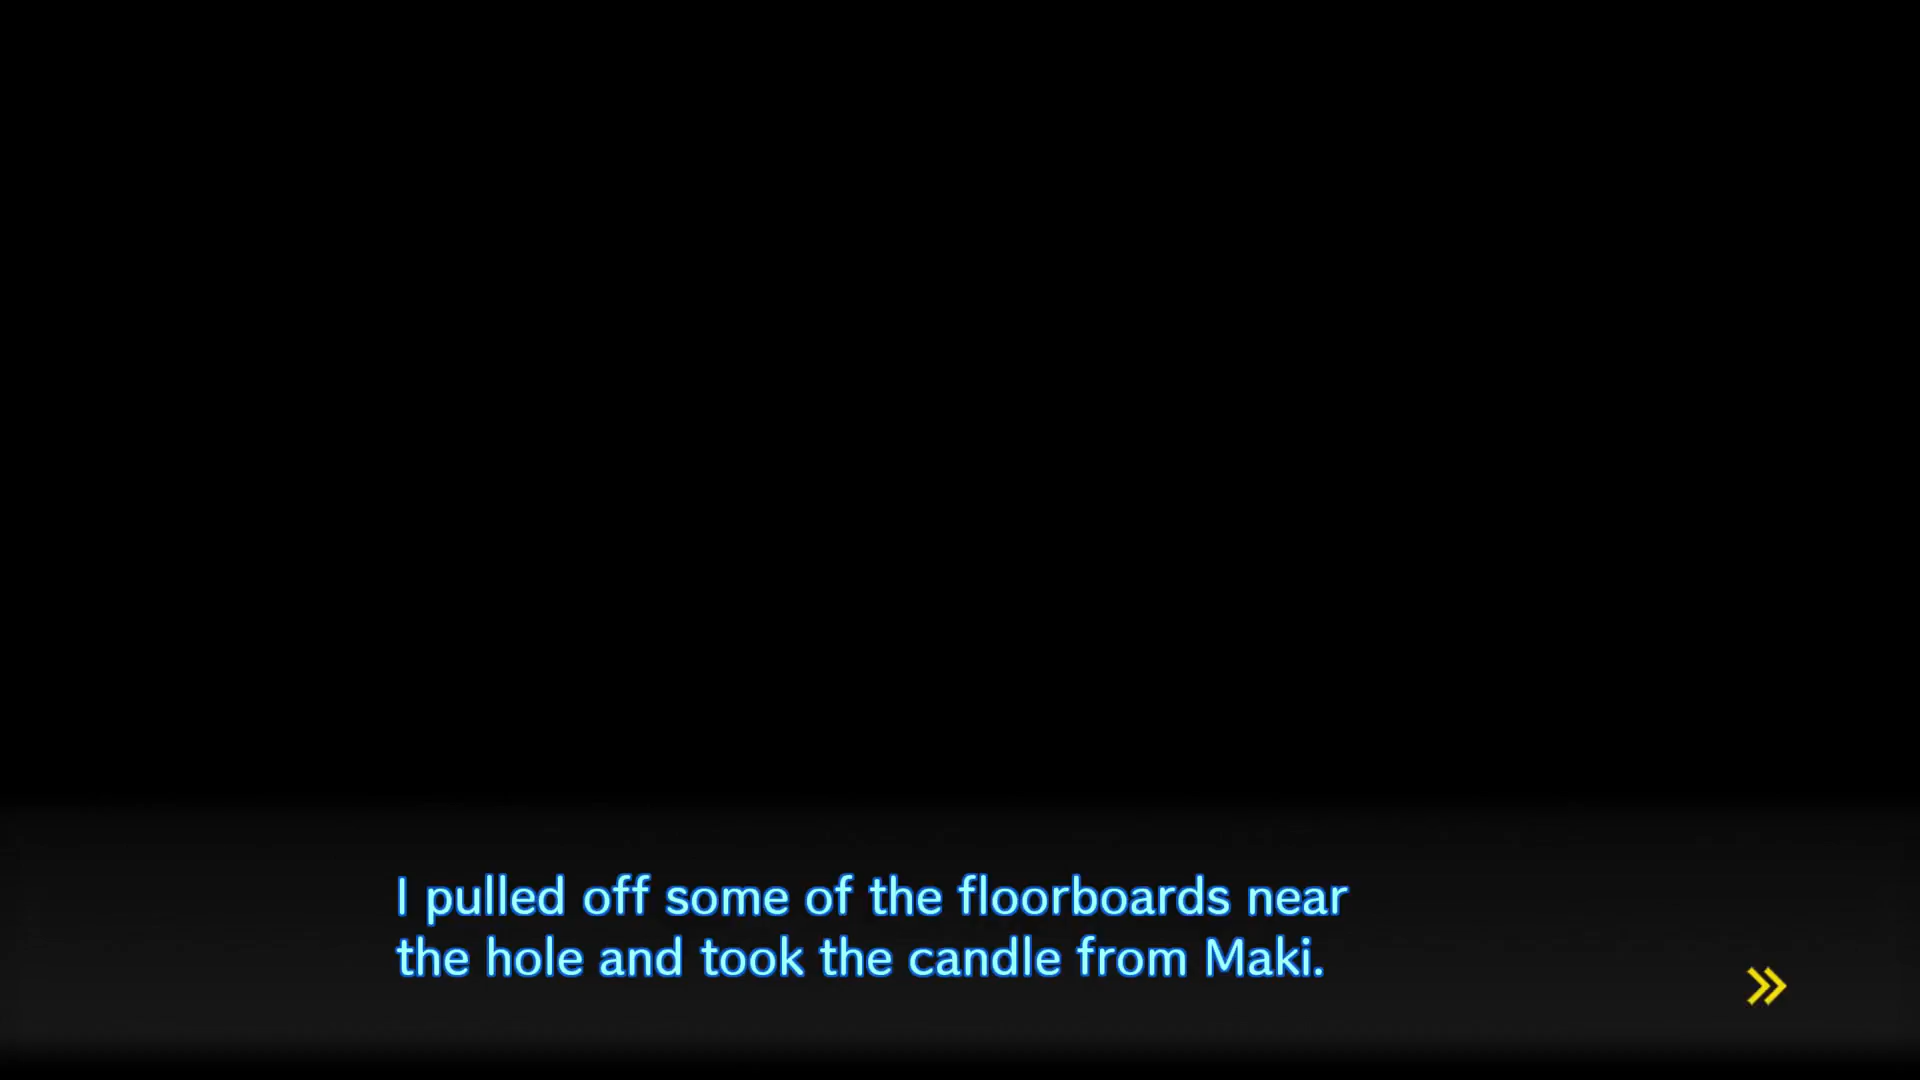 I pulled off some of the floorboards near
the hole and took the candle from Maki.